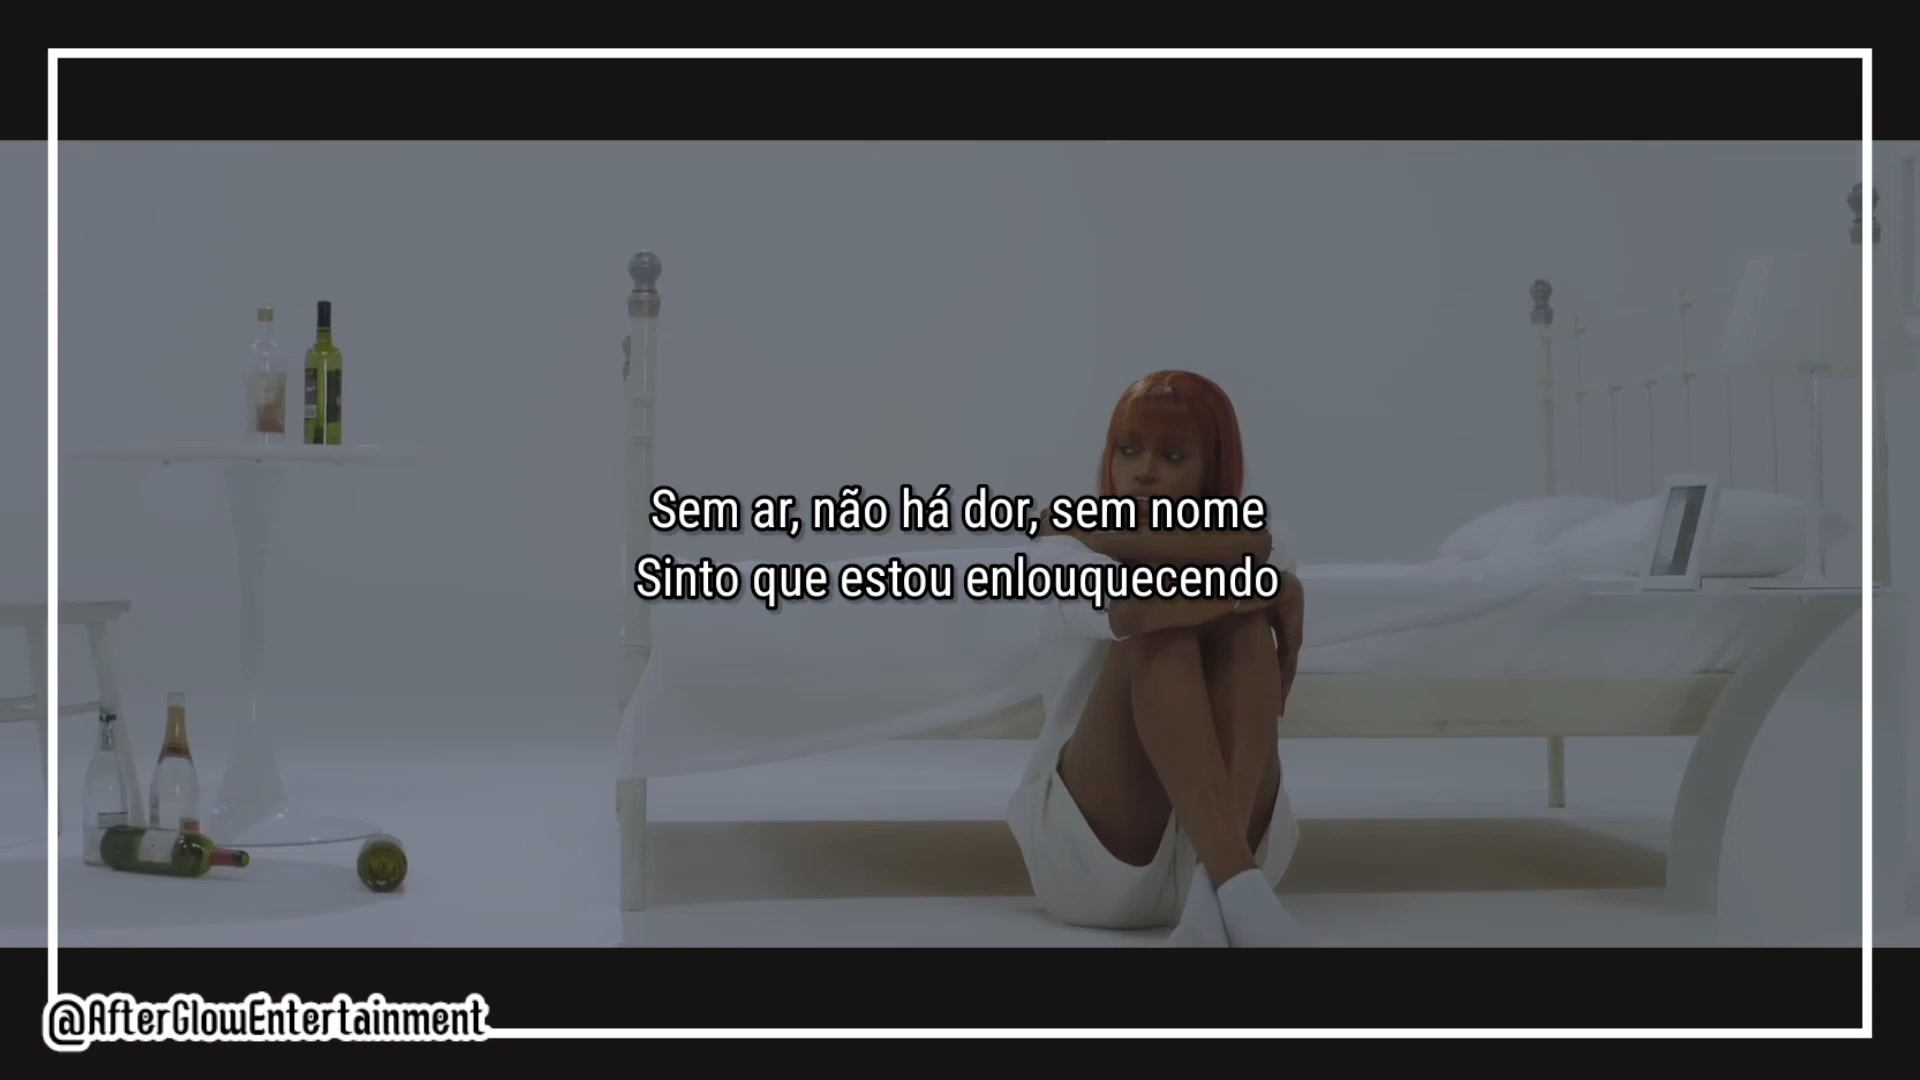 Sem ar, não há dor, sem nome
Sinto que estou enlouquecendo
@AfterGlowEntertainment